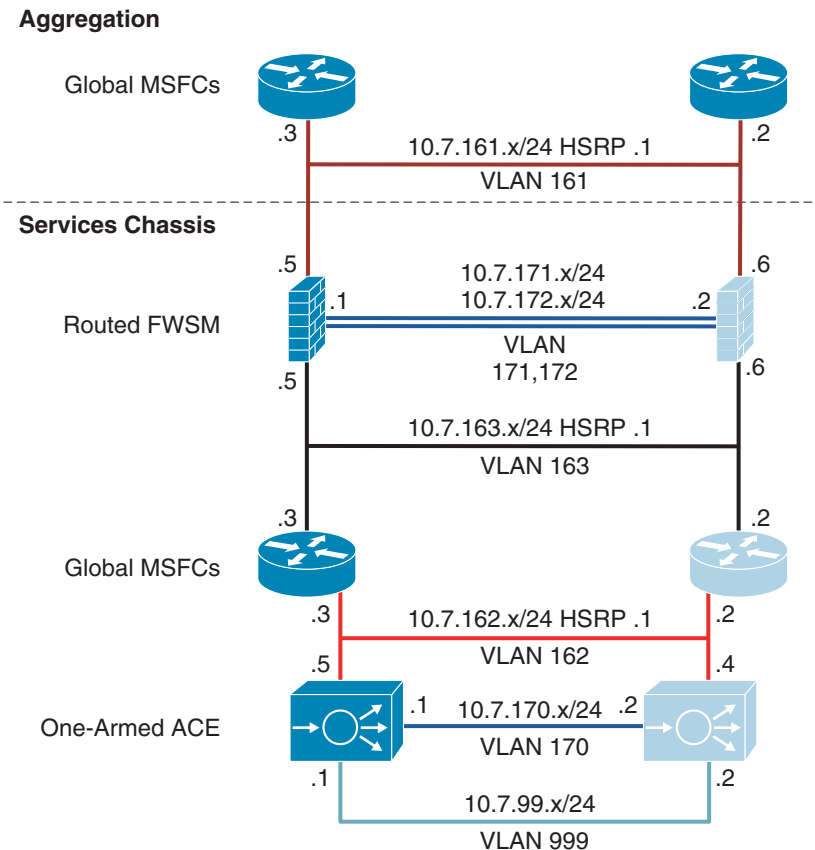 Aggregation
Global MSFCs
.3
.2
10.7.161.x/24 HSRP .1
VLAN 161
Services Chassis
.5
.6
10.7.171.x/24
.1
10.7.172.x/24
.2
Routed FWSM
VLAN
171,172
.5
.6
10.7.163.x/24 HSRP .1
VLAN 163
.3
.2
Global MSFCs
.3
10.7.162.x/24 HSRP .1
.2
VLAN 162
.5
.4
One-Armed ACE
.1
10.7.170.x/24
.2
VLAN 170
.1
.2
10.7.99.x/24
VLAN 999